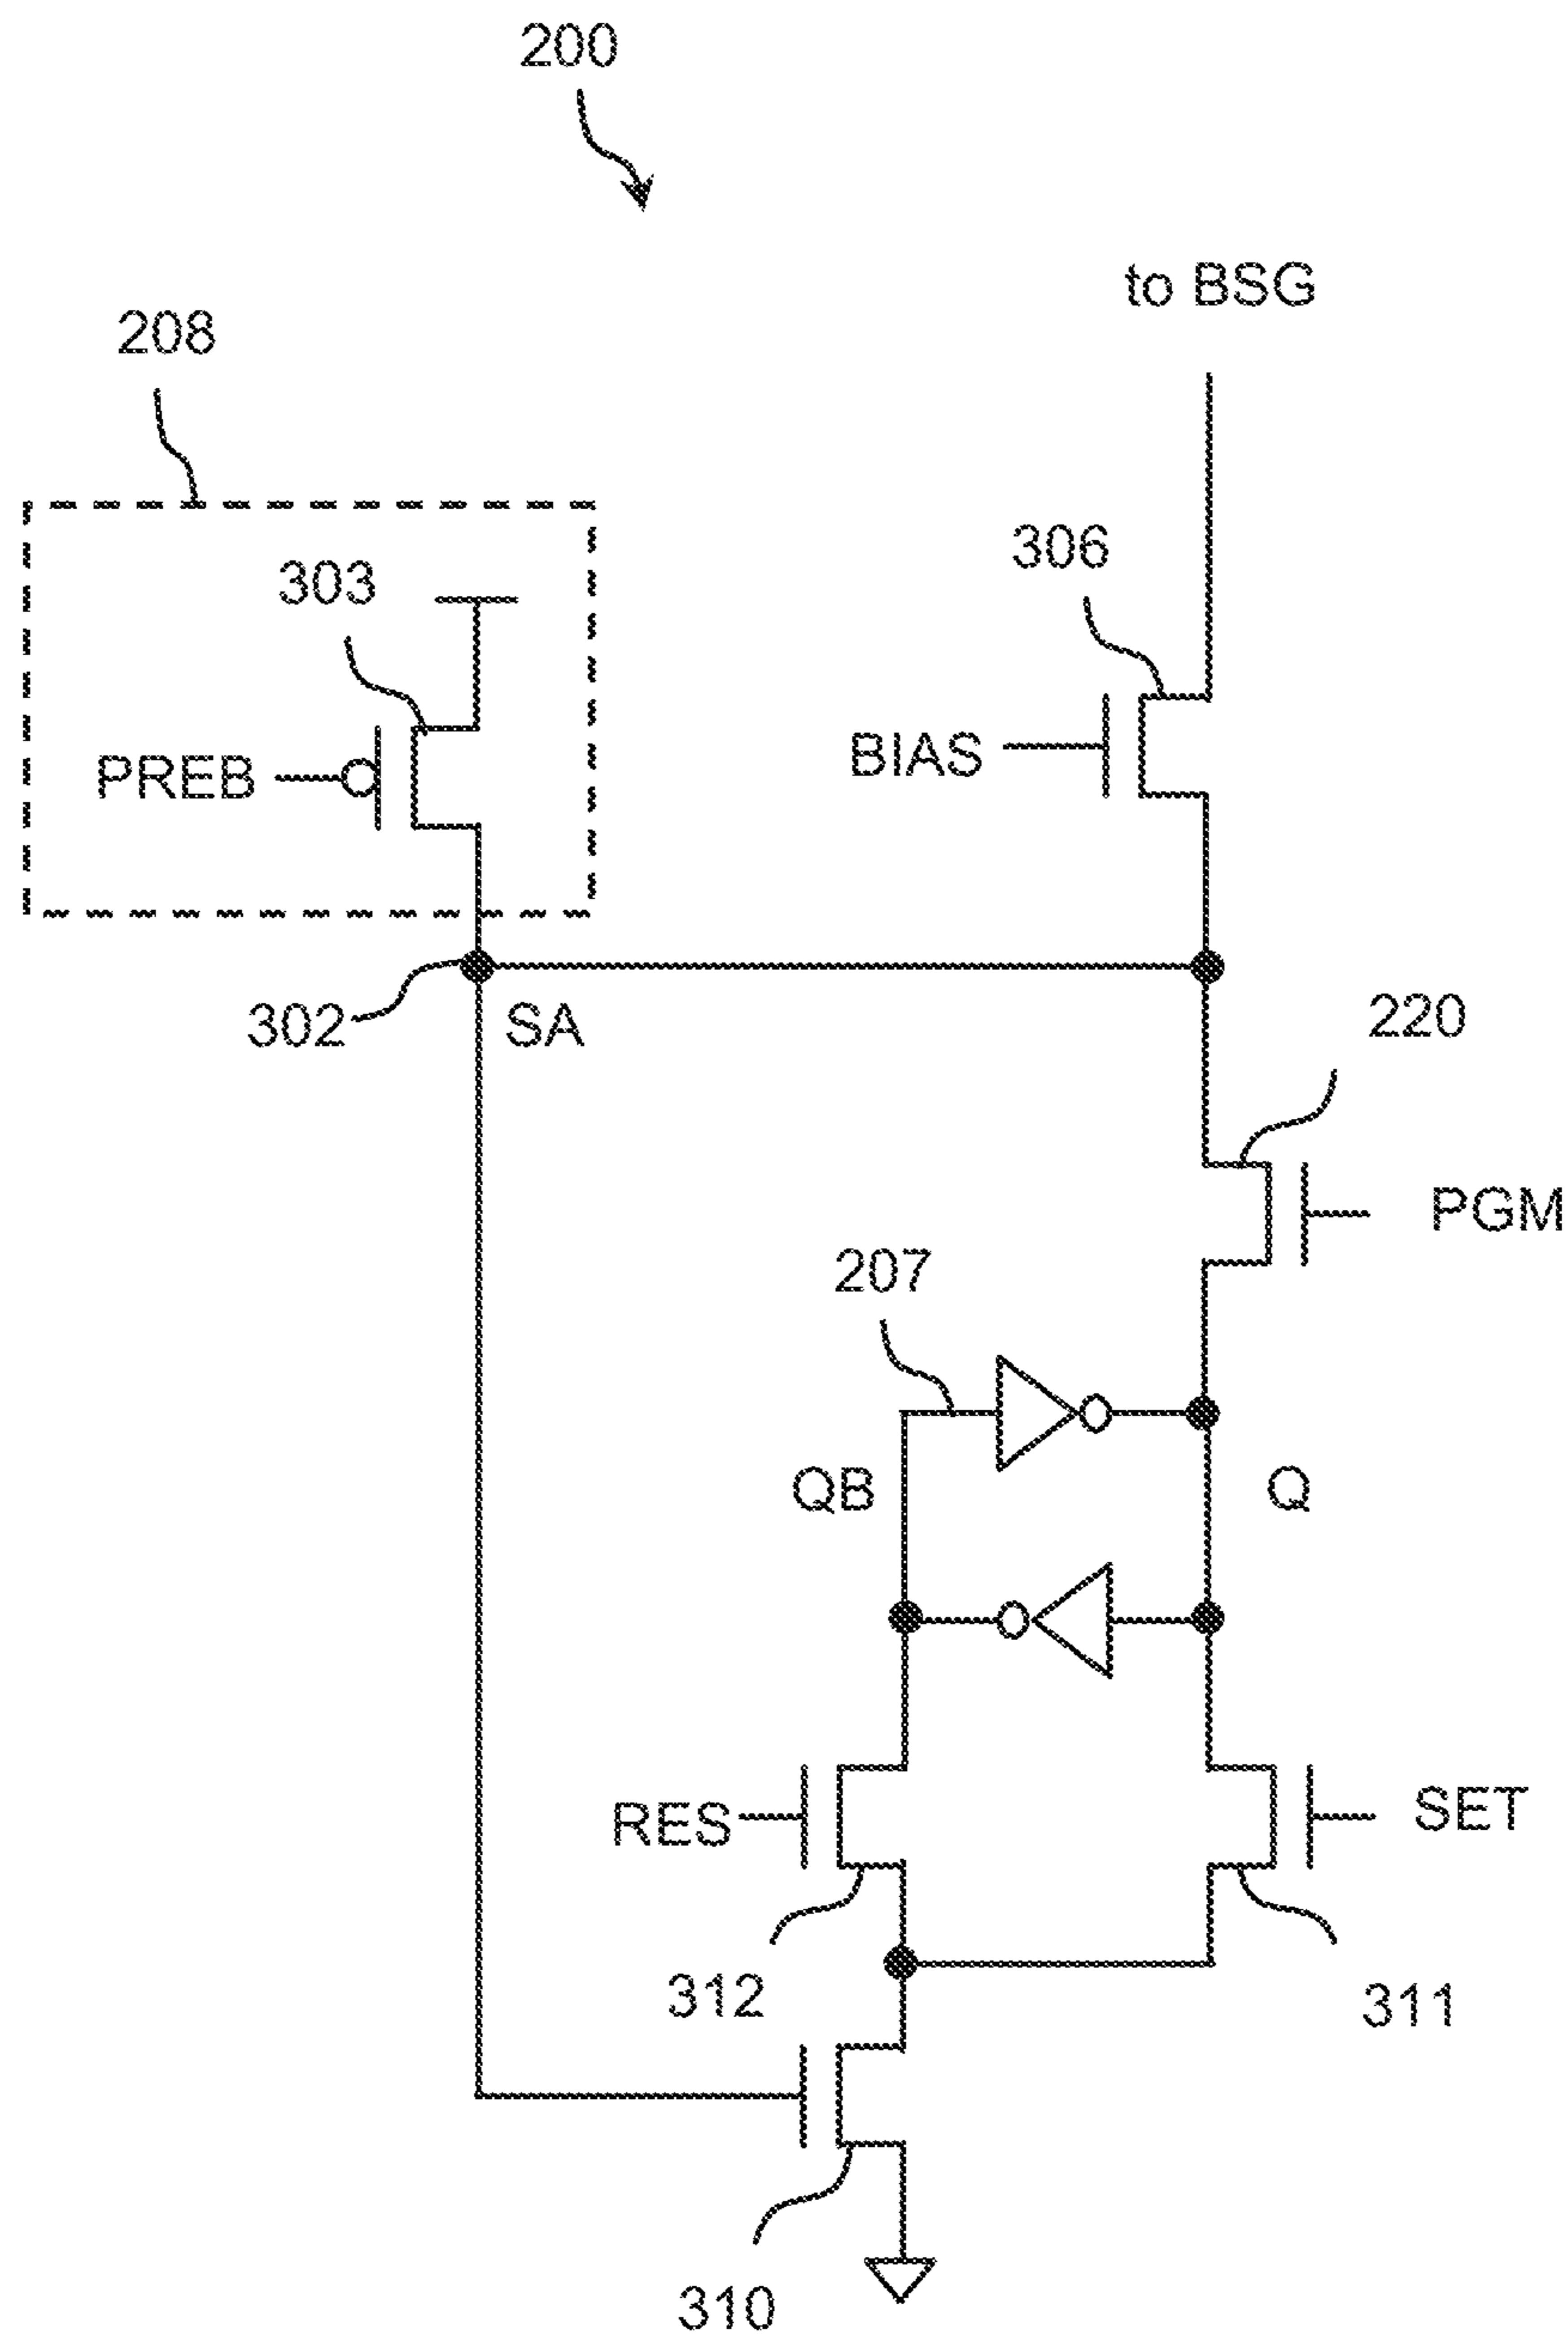 200
to BSG
208
306
303
BIAS
PREB
302
SA
220
PGM
207
QB
Q
RES
SET
312
311
310